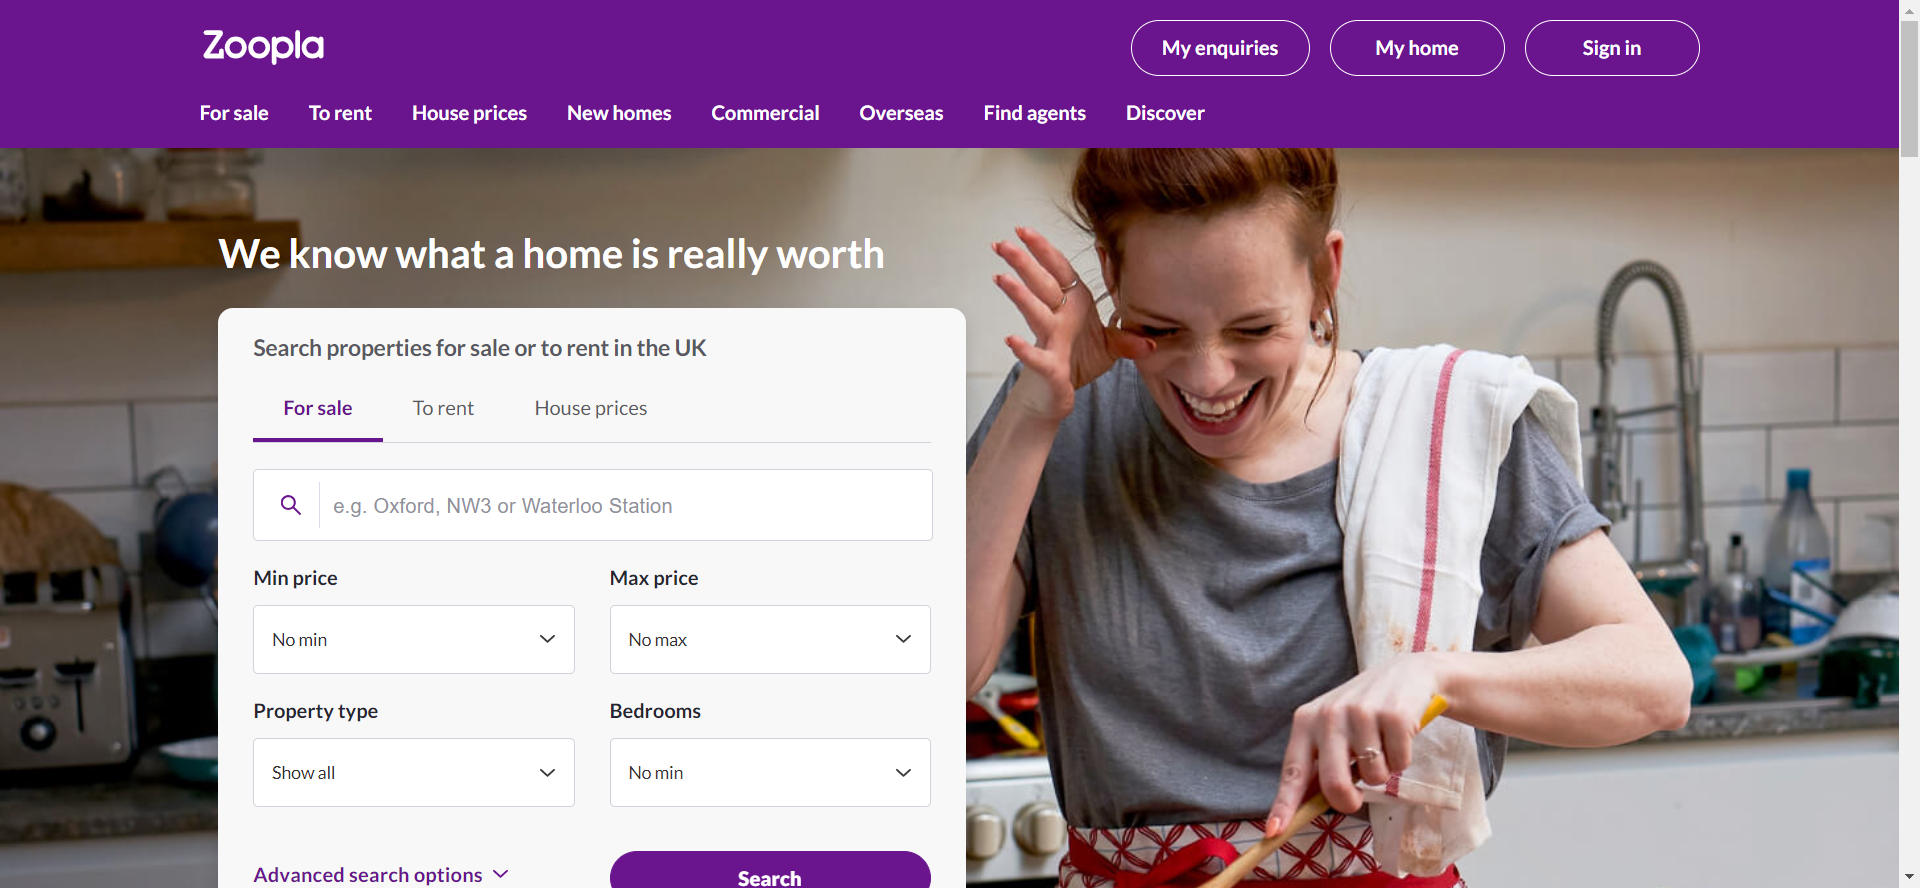 Zoopla
My enquiries
My home
Sign in
For sale
To rent
House prices
New homes
Commercial
Overseas
Find agents
Discover
We know what a home is really worth
Search properties for sale or to rent in the UK
For sale
To rent
House prices
e.g. Oxford, NW3 or Waterloo Station
Min price
Max price
No min
No max
Property type
Bedrooms
Show all
No min
Advanced search options
Search